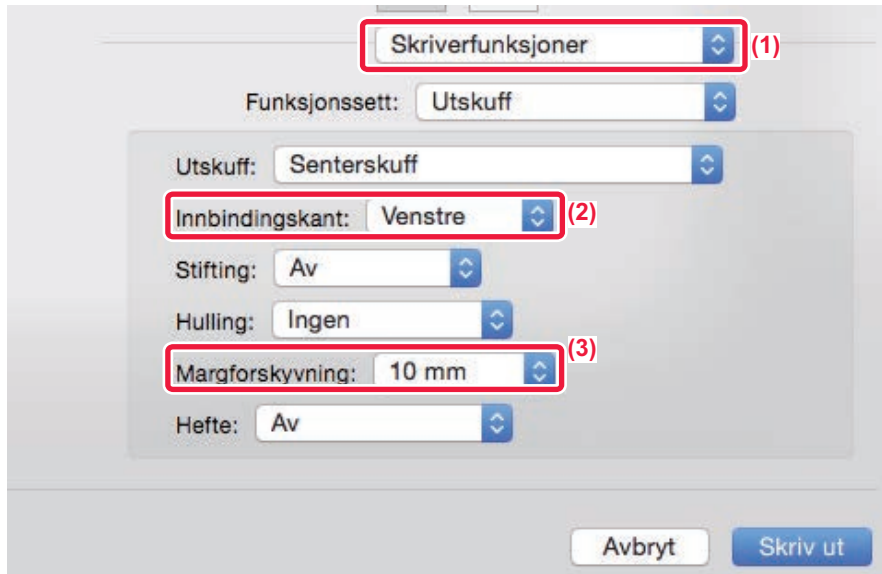 Skriverfunksjoner (1)
Funksjonssett: Utskuff
Utskuff: Senterskuff
Innbindingskant: Venstre (2)
Stifting: Av
Hulling: Ingen
(3)
Margforskyvning: 10 mm
Hefte: Av
Avbryt Skriv ut